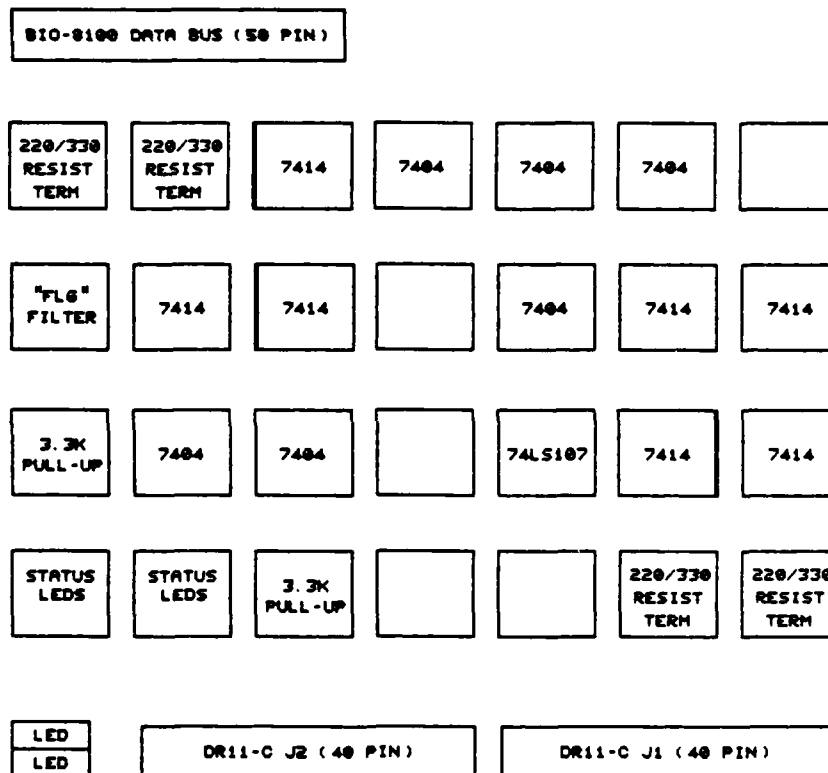 BIO-8100 DATA BUS (50 PIN)
220/330 RESIST TERM
220/330 RESIST TERM
7414
7404
7404
7404
"FLG" FILTER
7414
7414
7404
7414
7414
3.3K PULL-UP
7404
7404
74LS107
7414
7414
STATUS LEDS
STATUS LEDS
3.3K PULL-UP
220/330 RESIST TERM
220/330 RESIST TERM
LED
LED
DR11-C J2 (40 PIN)
DR11-C J1 (40 PIN)